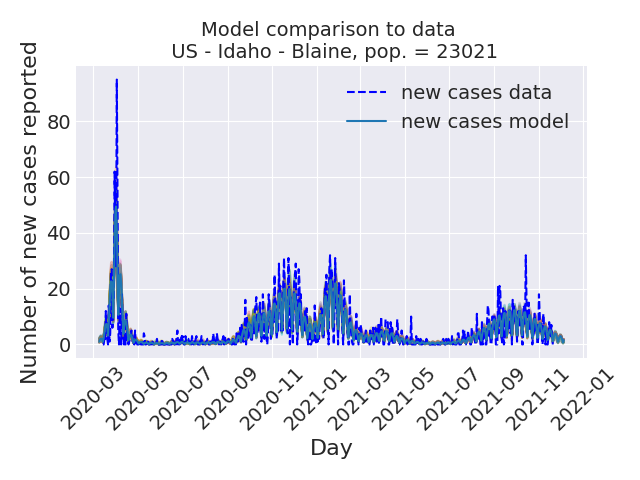 Model comparison to data
US - Idaho - Blaine, pop. = 23021
Number of new cases reported
80
60
40
20
0
new cases data
new cases model
2020-03
2020-05
2020-07
2020-09
2020-11
2021-01
2021-03
2021-05
2021-07
2021-09
2021-11
2022-01
Day